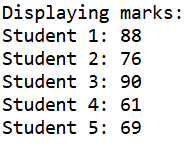 Displaying marks:
Student 1: 88
Student 2: 76
Student 3: 90
Student 4: 61
Student 5: 69